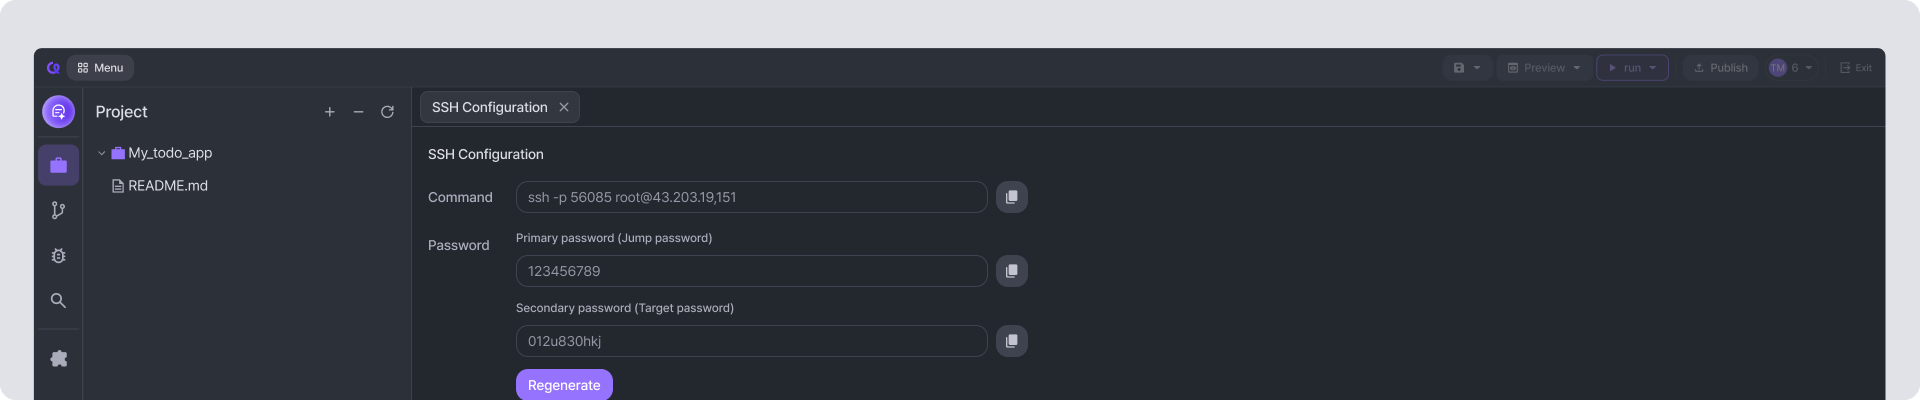 Menu
Preview
run
Publish
TM 6
Exit
Project
SSH Configuration
My_todo_app
README.md
SSH Configuration
Command
ssh -p 56085 root@43.203.19,151
Password
Primary password (Jump password)
123456789
Secondary password (Target password)
012u830hkj
Regenerate